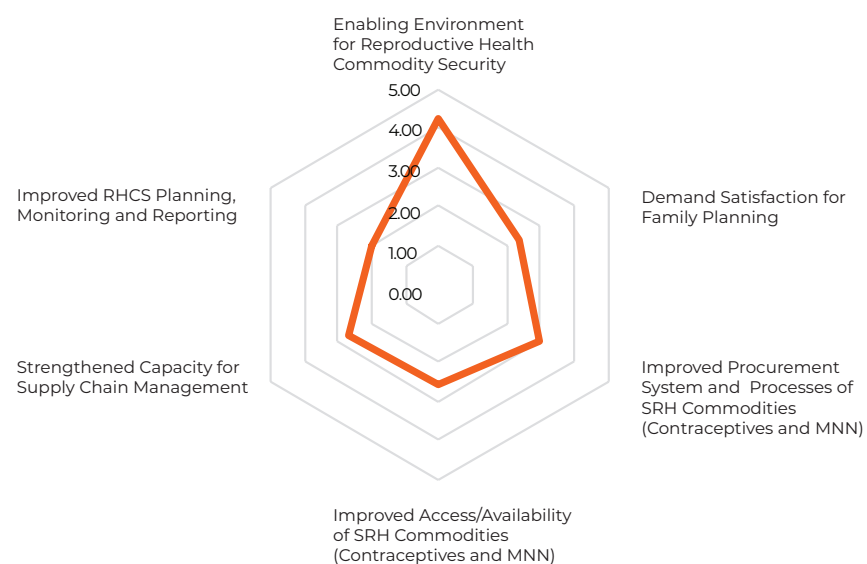 Enabling Environment
for Reproductive Health
Commodity Security
5.00
4.00
3.00
2.00
1.00
0.00
Demand Satisfaction for
Family Planning
Improved Procurement
System and  Processes of
SRH Commodities
(Contraceptives and MNN)
Improved Access/Availability
of SRH Commodities
(Contraceptives and MNN)
Strengthened Capacity for
Supply Chain Management
Improved RHCS Planning,
Monitoring and Reporting